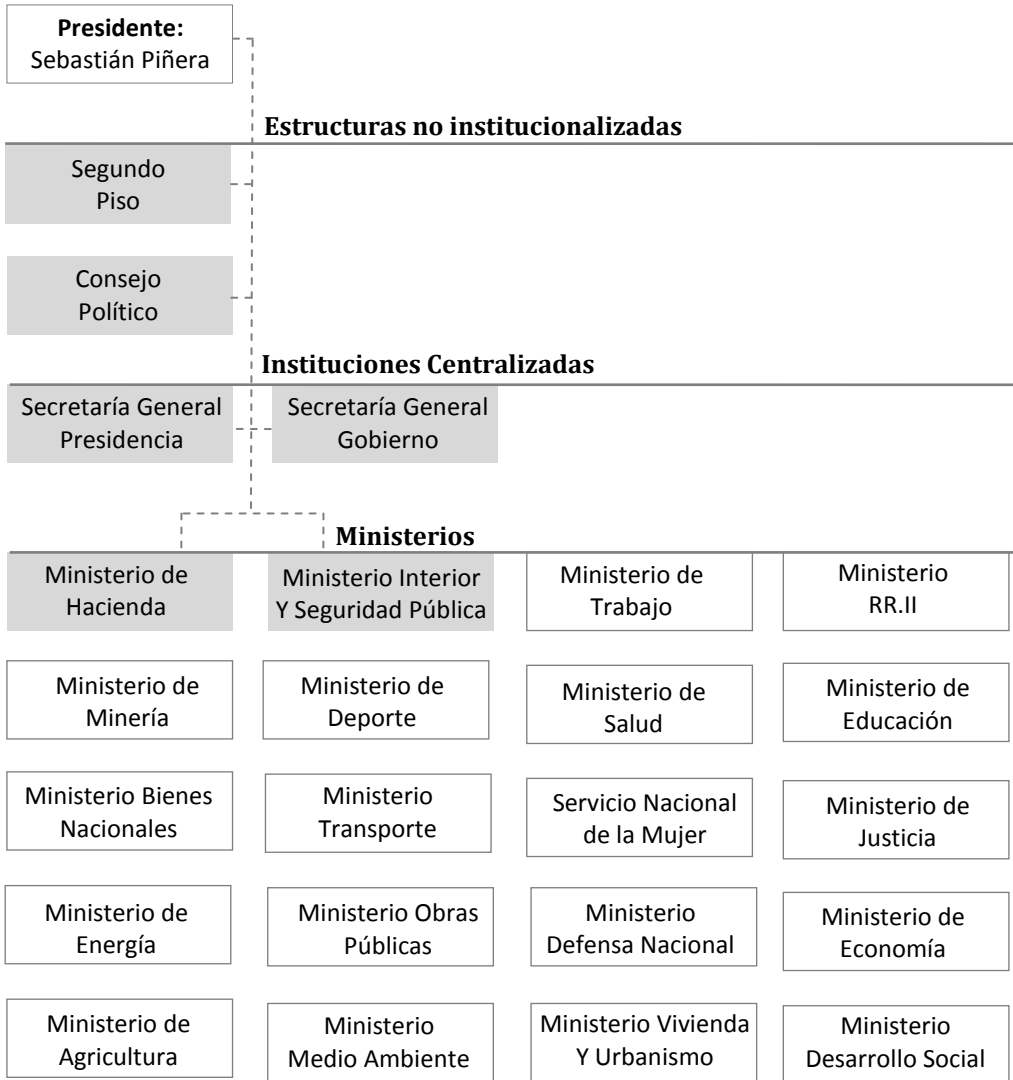 Presidente:
Sebastián Piñera
Estructuras no institucionalizadas
Segundo
Piso
Consejo
Político
Instituciones Centralizadas
Secretaría General
Presidencia
Secretaría General
Gobierno
Ministerios
Ministerio de
Hacienda
Ministerio Interior
Y Seguridad Pública
Ministerio de
Trabajo
Ministerio
RR.II
Ministerio de
Minería
Ministerio de
Deporte
Ministerio de
Salud
Ministerio de
Educación
Ministerio Bienes
Nacionales
Ministerio
Transporte
Servicio Nacional
de la Mujer
Ministerio de
Justicia
Ministerio de
Energía
Ministerio Obras
Públicas
Ministerio
Defensa Nacional
Ministerio de
Economía
Ministerio de
Agricultura
Ministerio
Medio Ambiente
Ministerio Vivienda
Y Urbanismo
Ministerio
Desarrollo Social